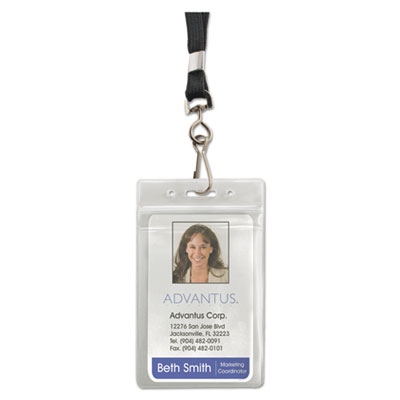 ADVANTUS.
Advantus Corp.
12276 San Jose Blvd
Jacksonville, FL 32223
Tel. (904) 482-0091
Fax. (904) 482-0101
Beth Smith
Marketing
Coordinator